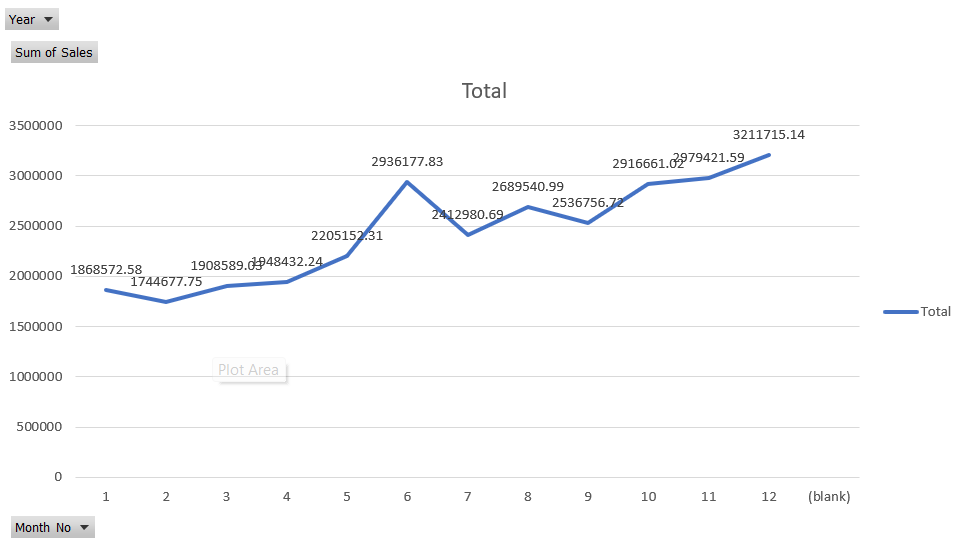 Year
Sum of Sales
Total
3500000
3211715.14
3000000
2936177.83
2916661.02
2979421.59
2689540.99
2500000
2412980.69
2536756.72
2205152.31
2000000
1868572.58
1744677.75
1908589.03
1948432.24
1500000
Total
1000000
Plot Area
500000
0
1 2 3 4 5 6 7 8 9 10 11 12 (blank)
Month No